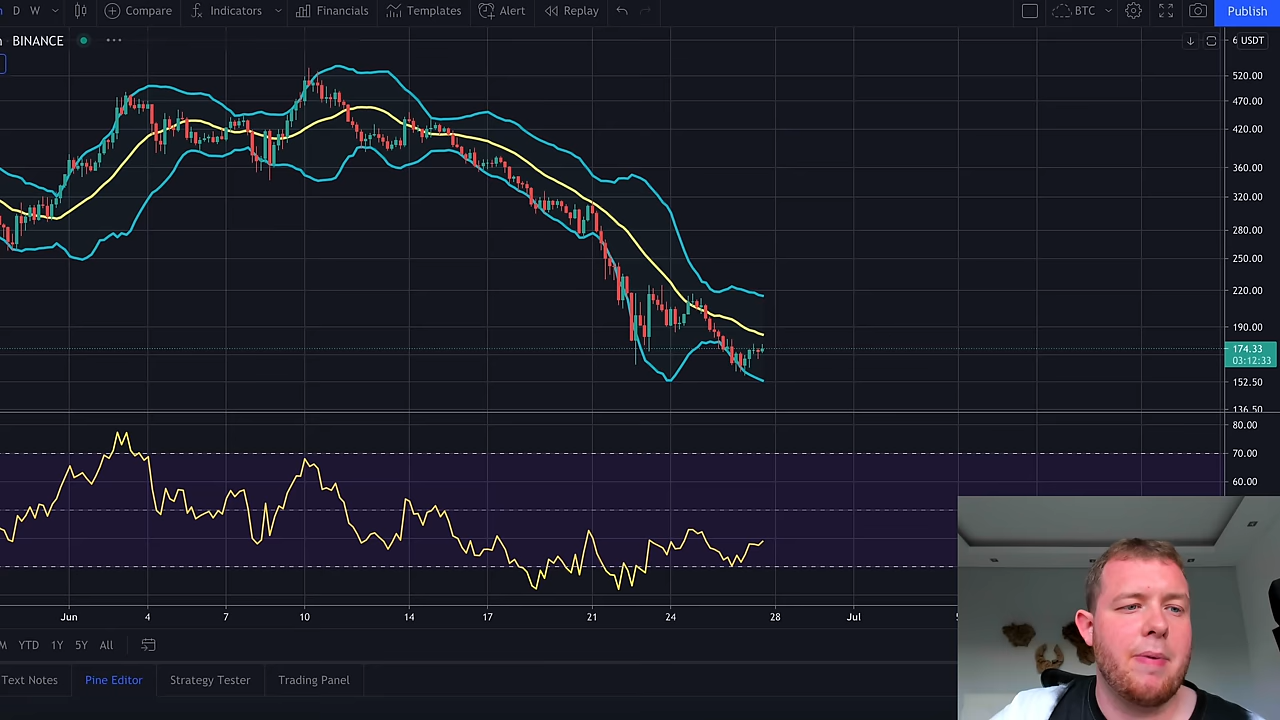 D W Compare Indicators Financials Templates Alert Replay BTC Publish
BINANCE
6 USDT
520.00
470.00
420.00
360.00
320.00
280.00
250.00
220.00
190.00
174.33
03:12:33
152.50
136.50
80.00
70.00
60.00
Jun 4 7 10 14 17 21 24 28 Jul
YTD 1Y 5Y All
Text Notes Pine Editor Strategy Tester Trading Panel